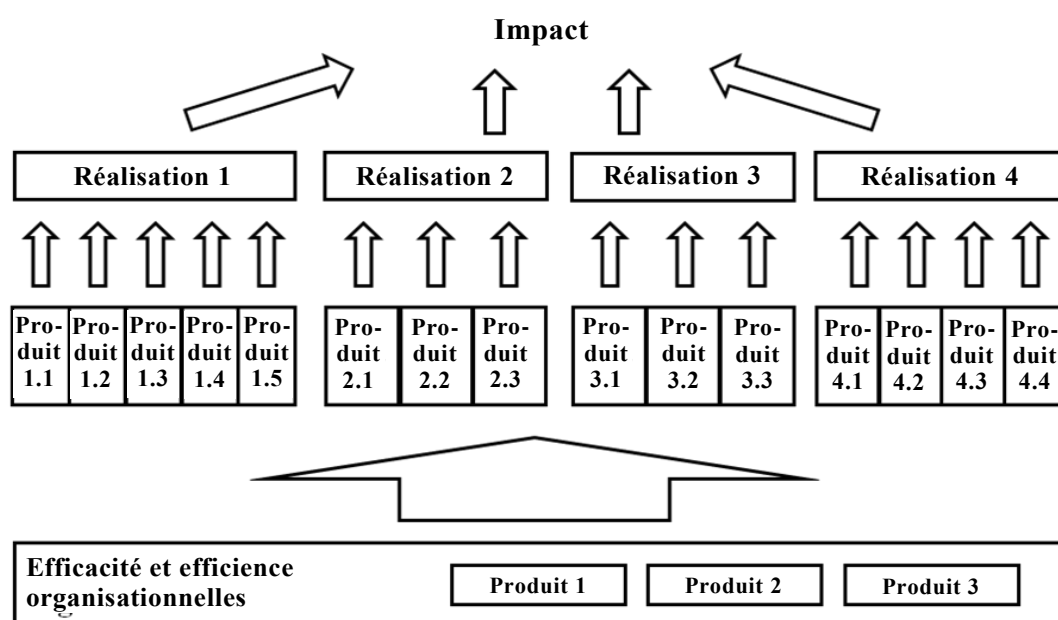 Impact
Réalisation 1
Réalisation 2
Réalisation 3
Réalisation 4
Pro-
duit
1.1
Pro-
duit
1.2
Pro-
duit
1.3
Pro-
duit
1.4
Pro-
duit
1.5
Pro-
duit
2.1
Pro-
duit
2.2
Pro-
duit
2.3
Pro-
duit
3.1
Pro-
duit
3.2
Pro-
duit
3.3
Pro-
duit
4.1
Pro-
duit
4.2
Pro-
duit
4.3
Pro-
duit
4.4
Efficacité et efficience
organisationnelles
Produit 1
Produit 2
Produit 3